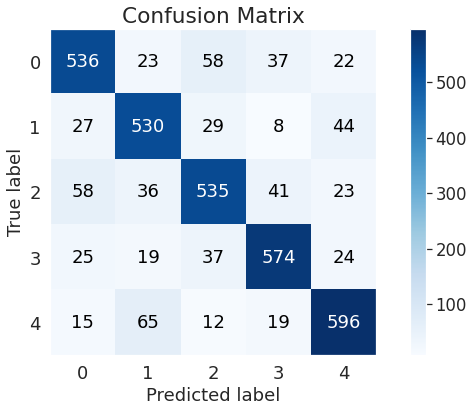 Confusion Matrix
0 536 23 58 37 22
1 27 530 29 8 44
2 58 36 535 41 23
3 25 19 37 574 24
4 15 65 12 19 596
0 1 2 3 4
Predicted label
True label
500
400
300
200
100